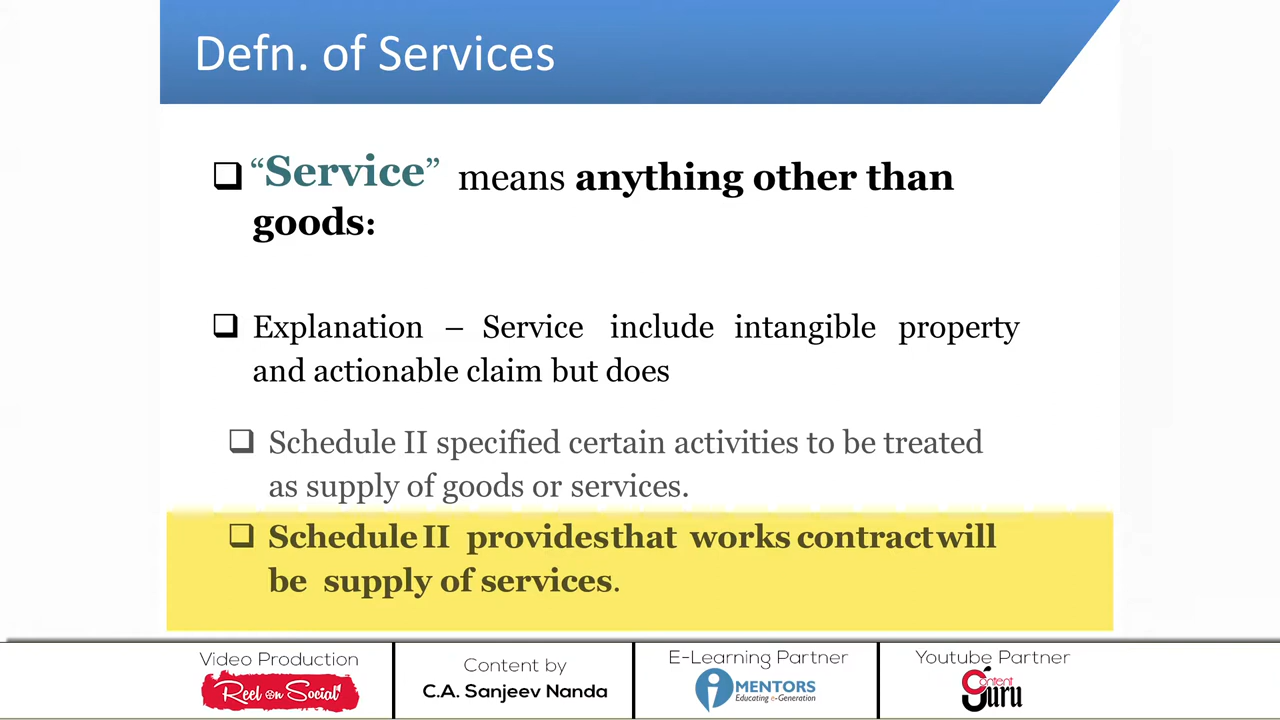 Defn. of Services
“Service” means anything other than
goods:
Explanation – Service include intangible property
and actionable claim but does
Schedule II specified certain activities to be treated
as supply of goods or services.
Schedule II provides that works contract will
be supply of services.
Video Production
Reel on Social
Content by
C.A. Sanjeev Nanda
E-Learning Partner
iMENTORS
Educating e-Generation
Youtube Partner
Content
Guru